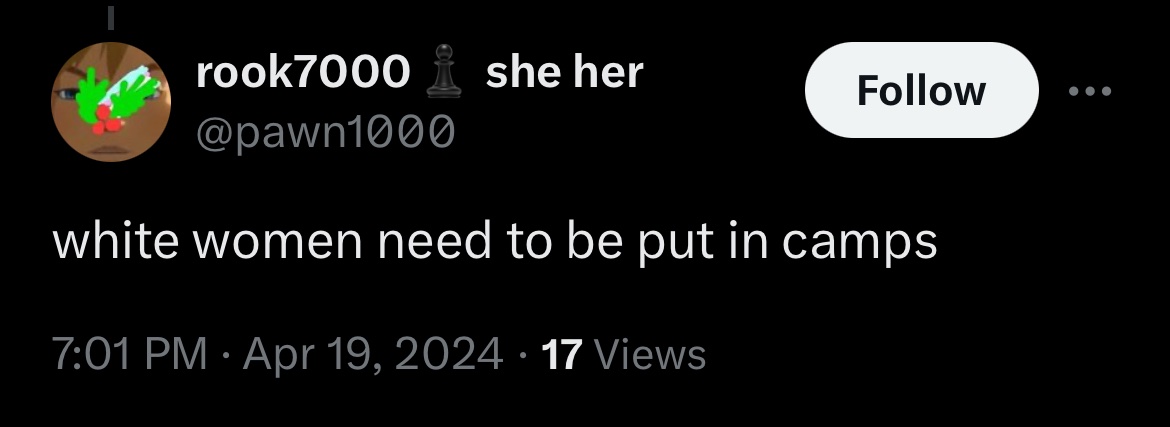 rook7000 ♟ she her
Follow
@pawn1000
white women need to be put in camps
7:01 PM · Apr 19, 2024 · 17 Views